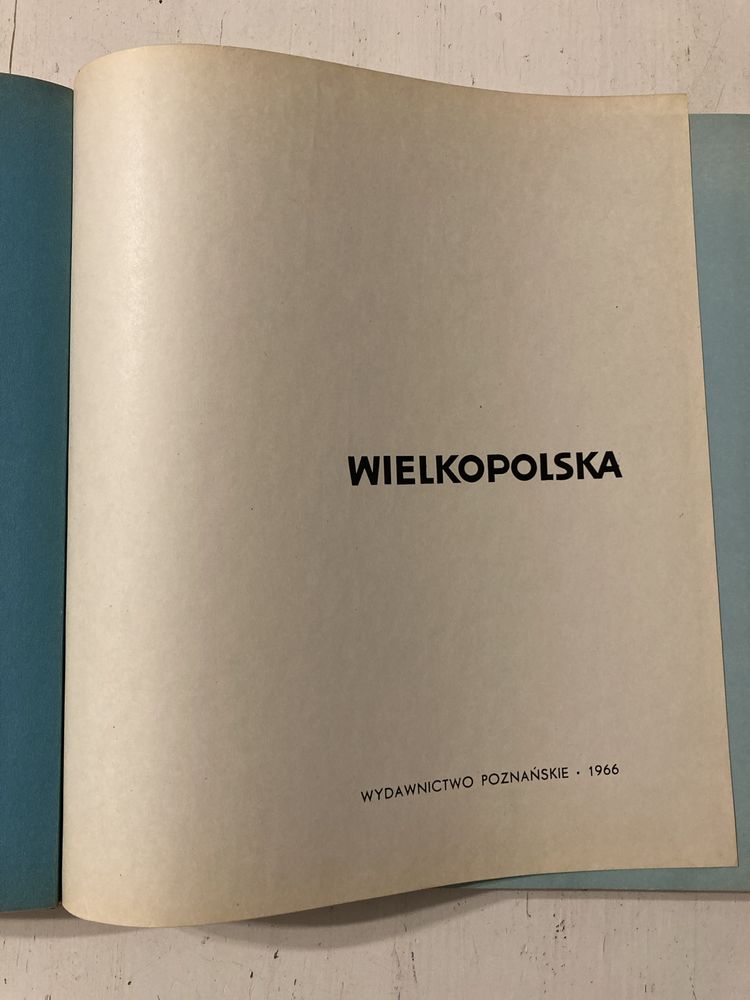 WIELKOPOLSKA
WYDAWNICTWO POZNAŃSKIE • 1966